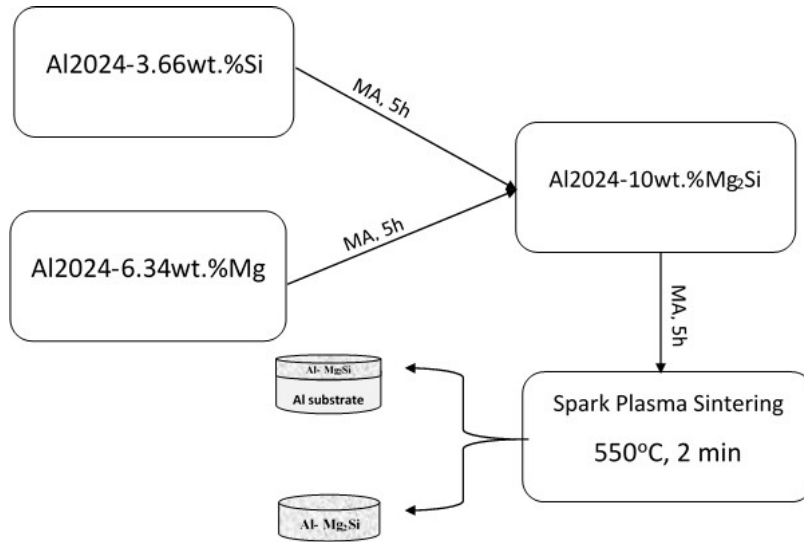 Al2024-3.66wt.%Si
MA, 5h
Al2024-10wt.%Mg₂Si
MA, 5h
Al2024-6.34wt.%Mg
MA, 5h
Al- Mg₂Si
Al substrate
Spark Plasma Sintering
550°C, 2 min
Al- Mg₂Si